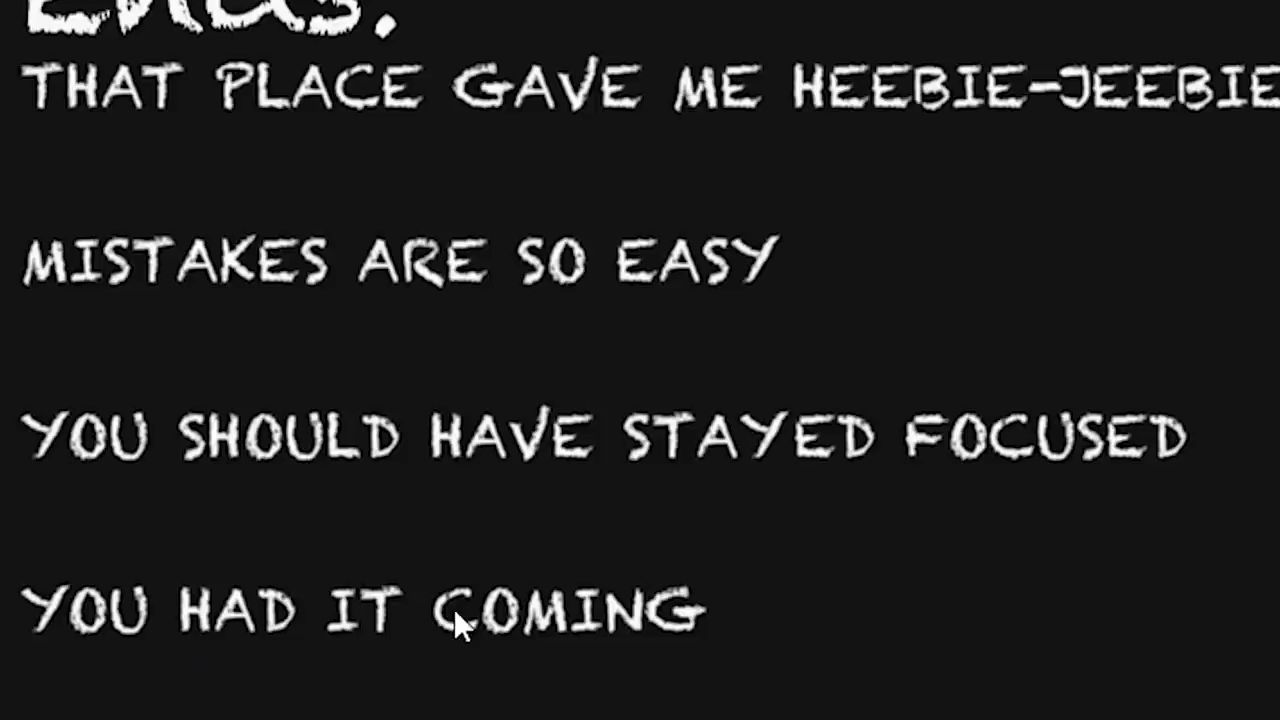 Ends.
THAT PLACE GAVE ME HEEBIE-JEEBIE
MISTAKES ARE SO EASY
YOU SHOULD HAVE STAYED FOCUSED
YOU HAD IT COMING